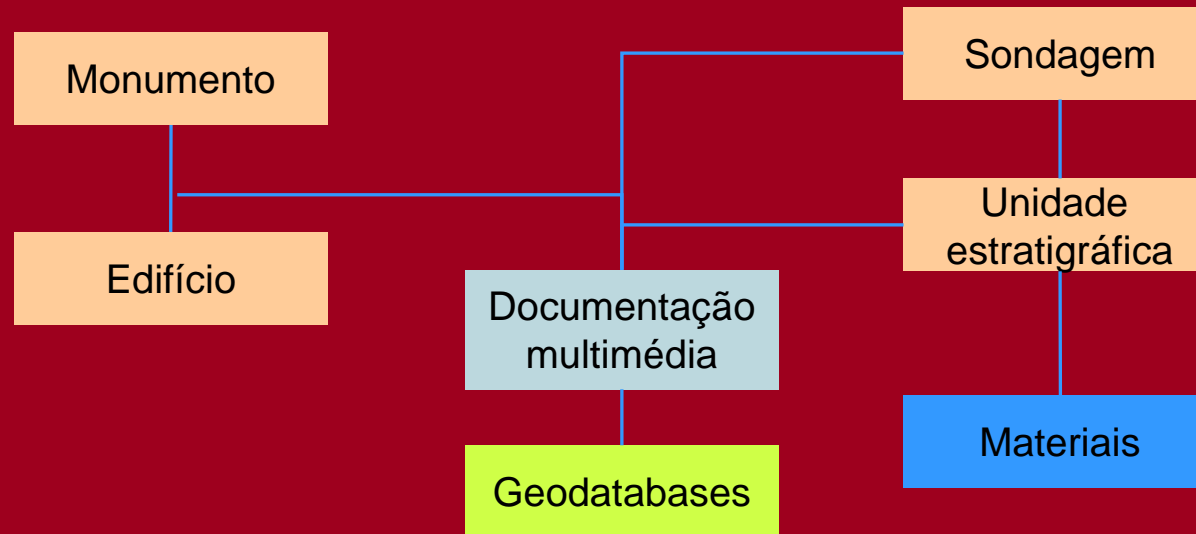 Monumento
Sondagem
Edifício
Unidade
estratigráfica
Documentação
multimédia
Materiais
Geodatabases